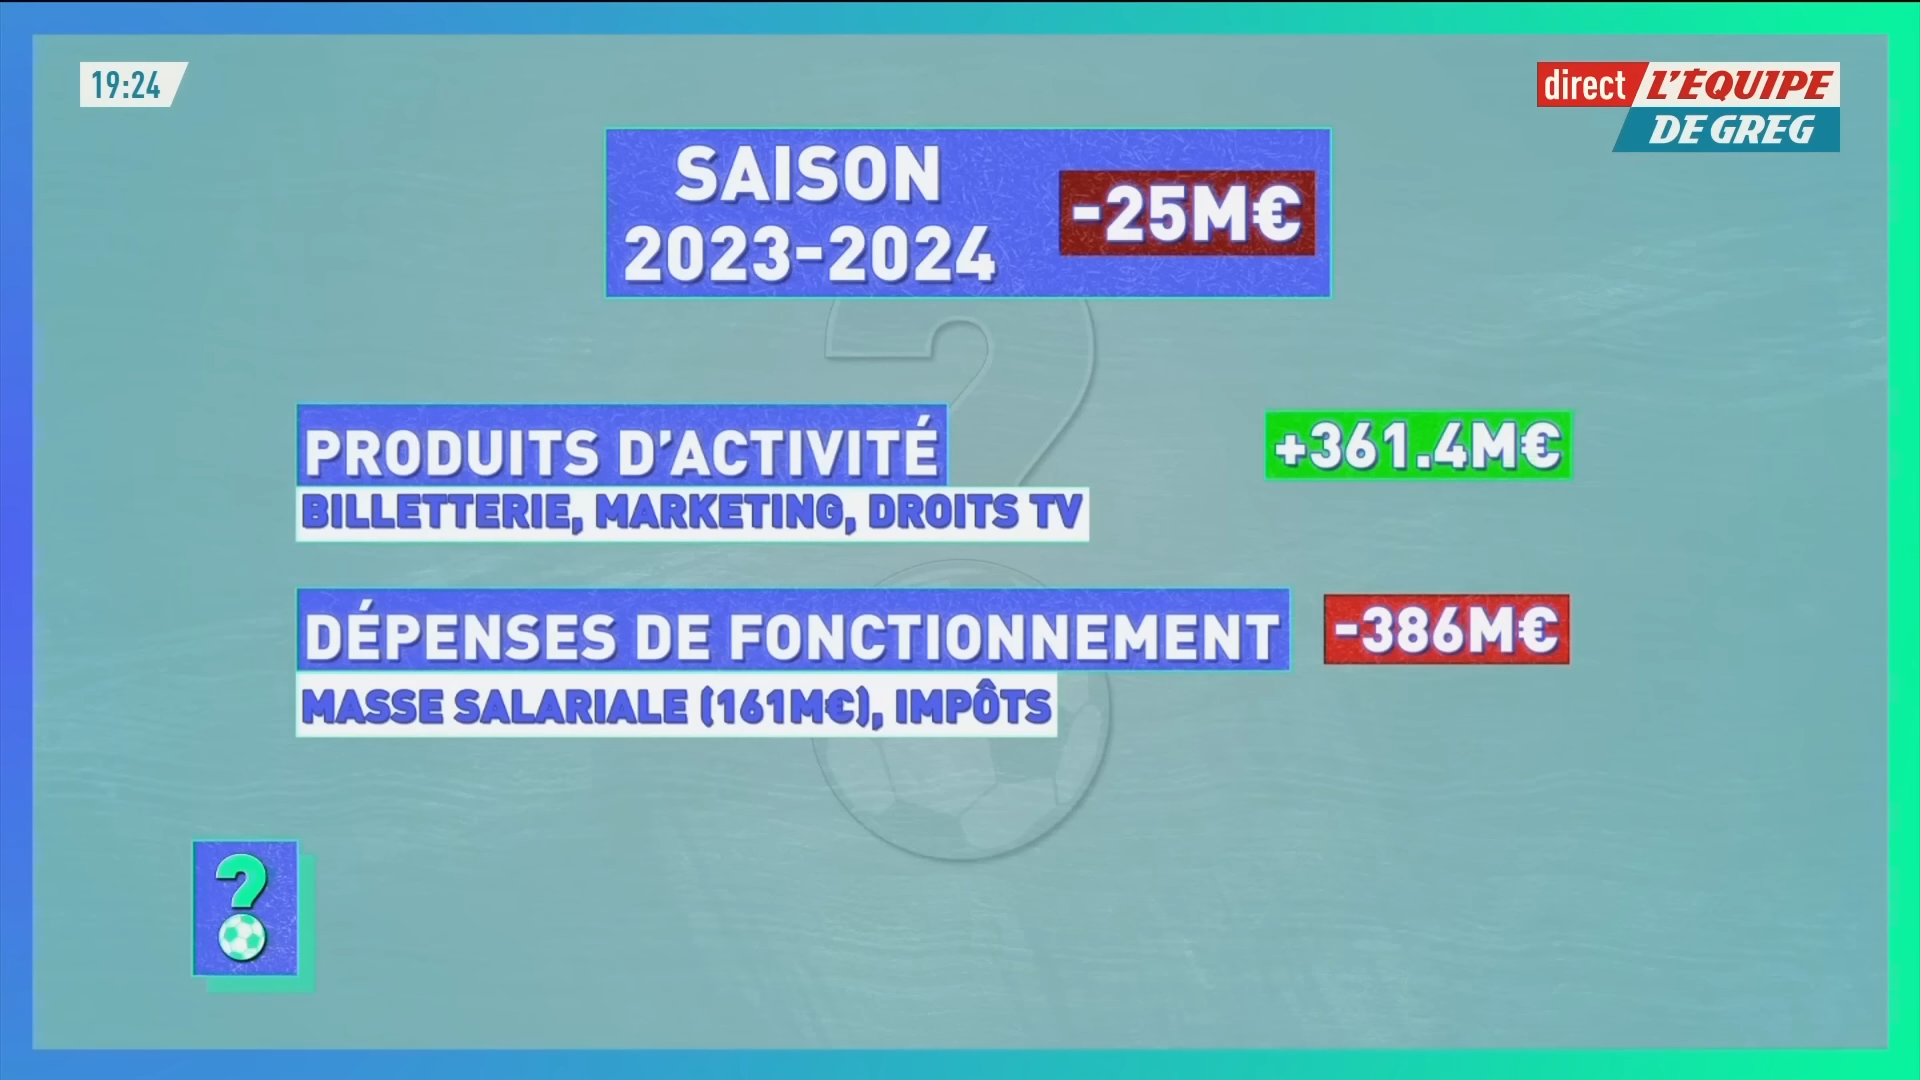 19:24
direct L'ÉQUIPE
DE GREG
SAISON
2023-2024
-25M€
PRODUITS D'ACTIVITÉ
+361.4M€
BILLETTERIE, MARKETING, DROITS TV
DÉPENSES DE FONCTIONNEMENT
-386M€
MASSE SALARIALE (161M€), IMPÔTS
?